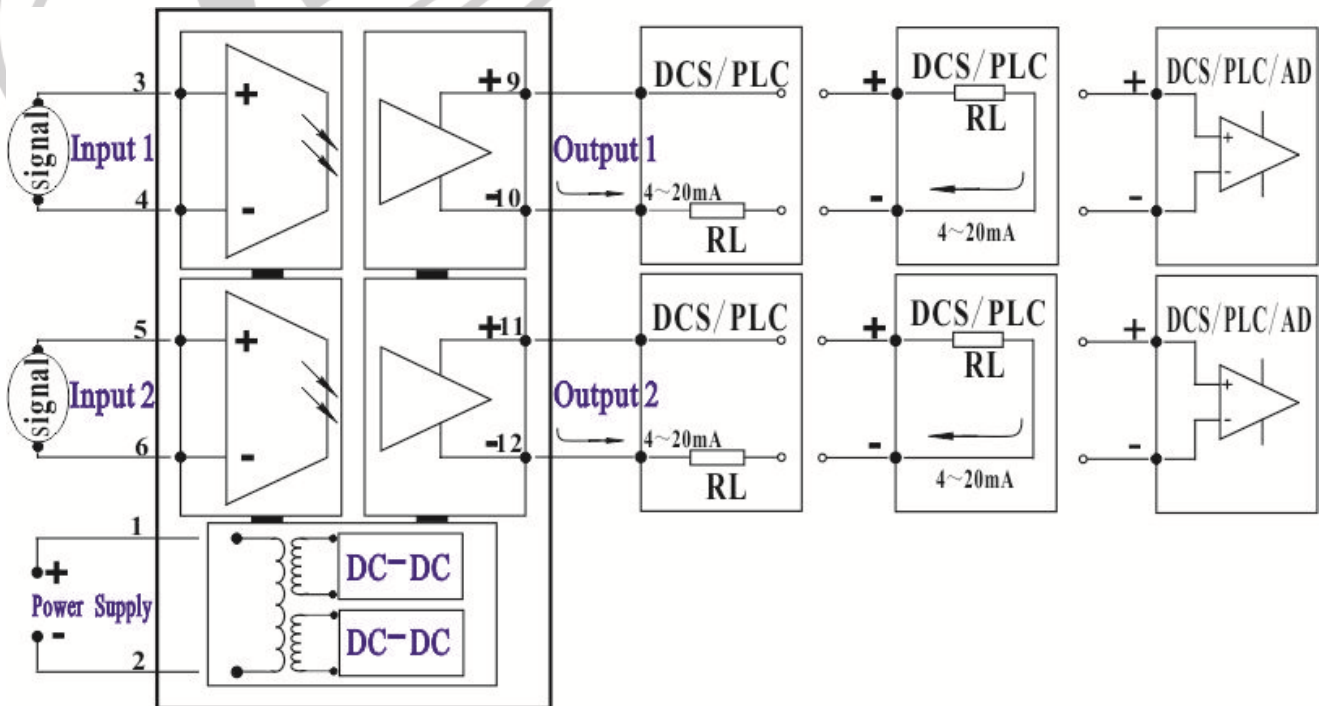 3
+
signal
Input 1
4
-
+
9
-
10
Output 1
4~20mA
DCS/PLC
RL
+
DCS/PLC
RL
-
4~20mA
+
DCS/PLC/AD
+
-
-
5
+
signal
Input 2
6
-
+
11
-
12
Output 2
4~20mA
DCS/PLC
RL
+
DCS/PLC
RL
-
4~20mA
+
DCS/PLC/AD
+
-
-
1
+
Power Supply
-
2
DC-DC
DC-DC